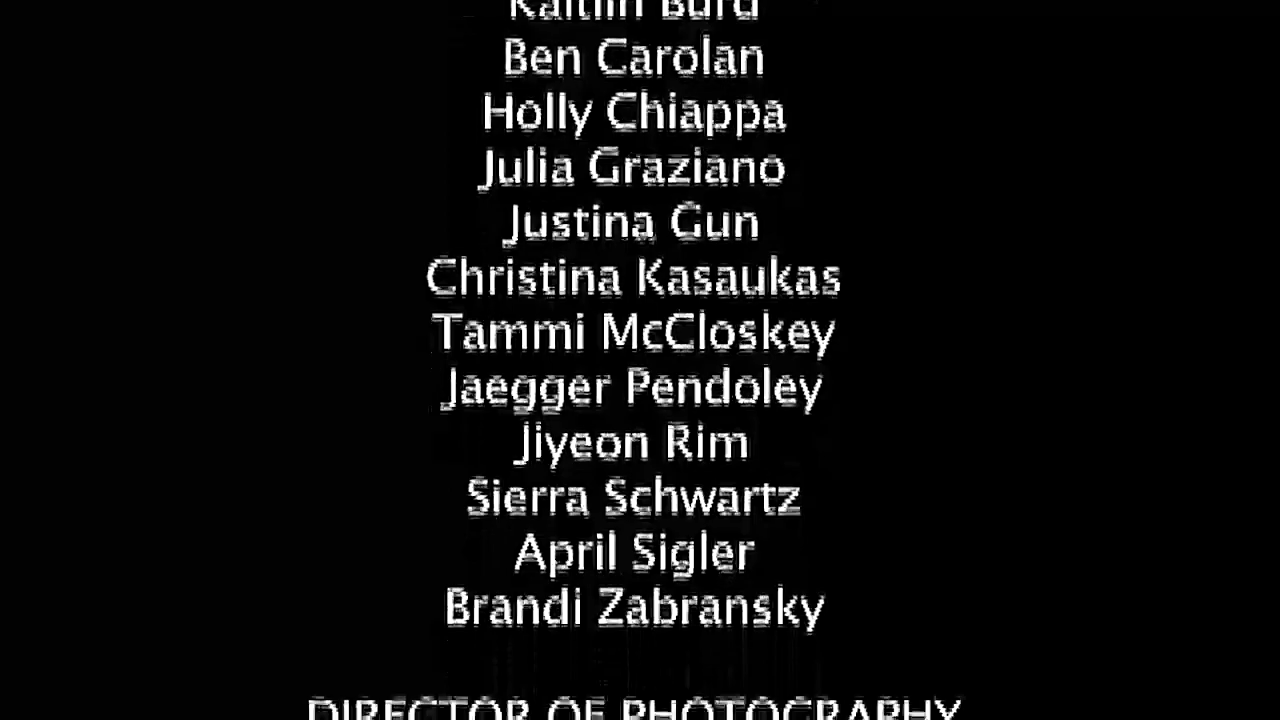 Kaitlin Burd
Ben Carolan
Holly Chiappa
Julia Graziano
Justina Gun
Christina Kasaukas
Tammi McCloskey
Jaegger Pendoley
Jiyeon Rim
Sierra Schwartz
April Sigler
Brandi Zabransky
DIRECTOR OF PHOTOGRAPHY